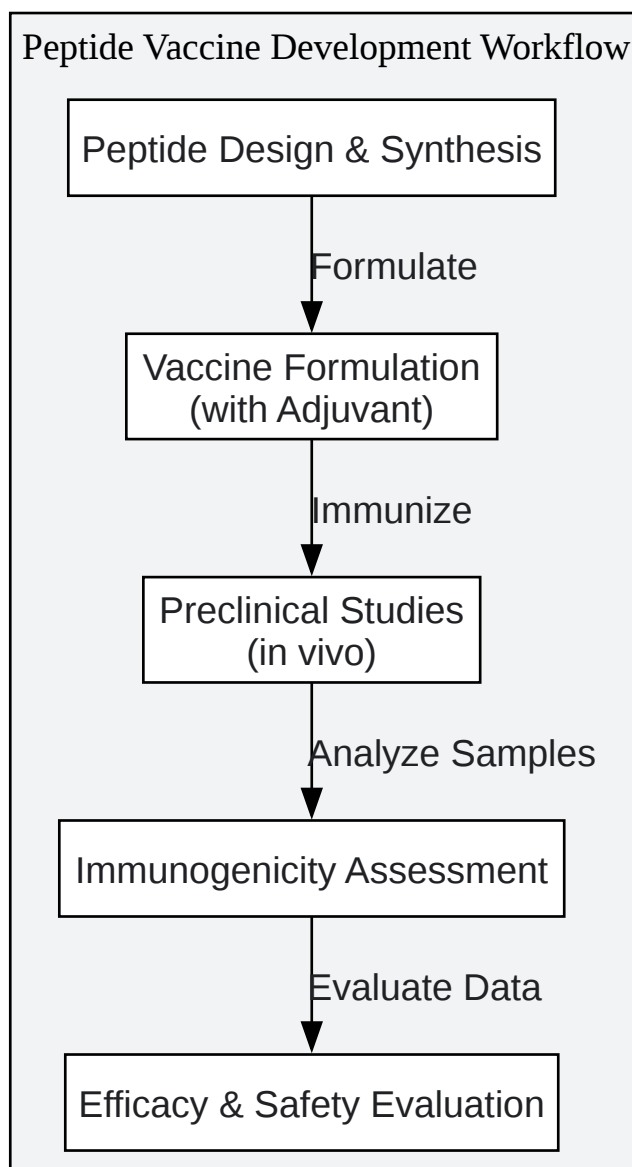 Peptide Vaccine Development Workflow
Peptide Design & Synthesis
Formulate
Vaccine Formulation
(with Adjuvant)
Immunize
Preclinical Studies
(in vivo)
Analyze Samples
Immunogenicity Assessment
Evaluate Data
Efficacy & Safety Evaluation